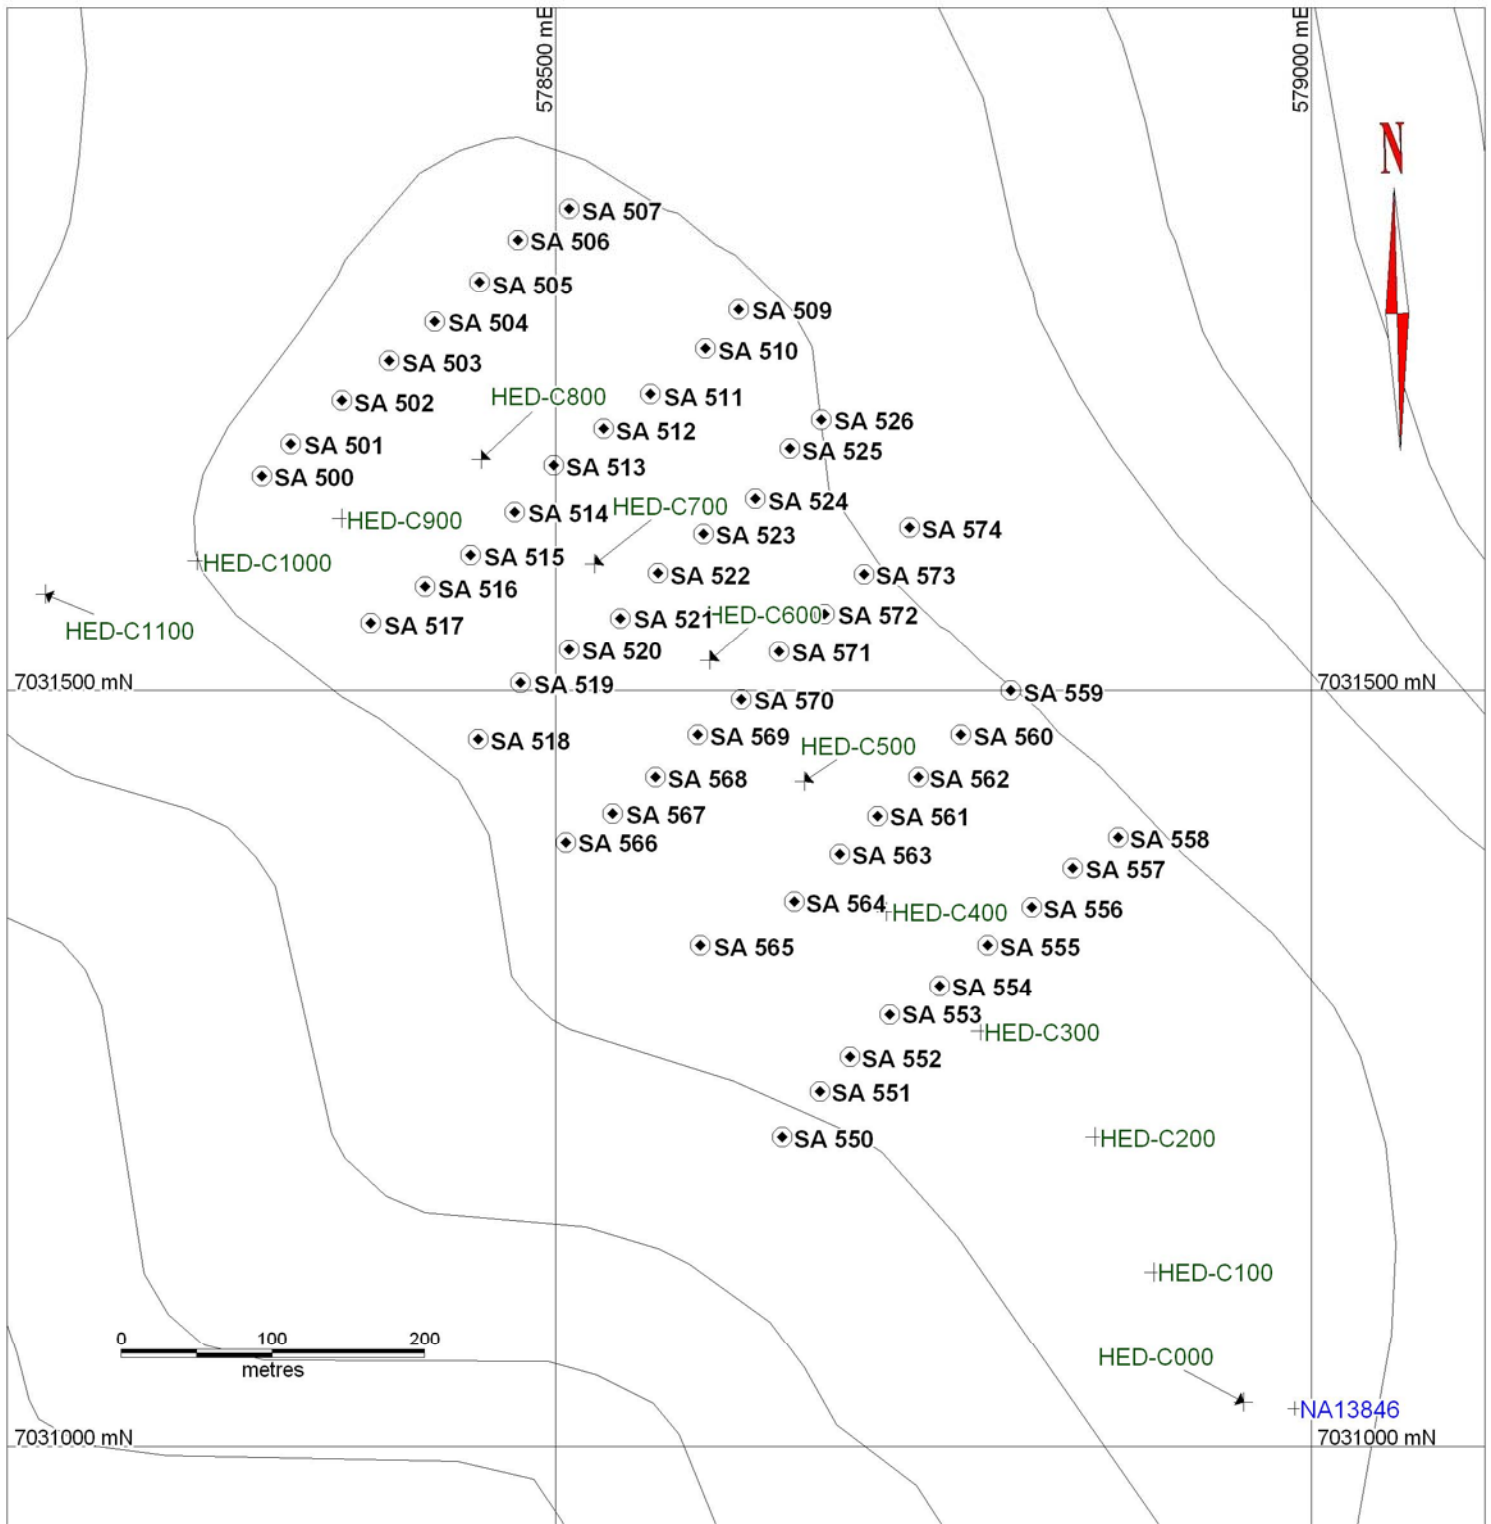 578500 mE
579000 mE
N
SA 507
SA 506
SA 505
SA 509
SA 504
SA 510
SA 503
HED-C800
SA 511
SA 502
SA 526
SA 512
SA 501
SA 525
SA 513
SA 500
SA 524
HED-C700
SA 514
HED-C900
SA 574
SA 523
SA 515
HED-C1000
SA 522
SA 573
SA 516
HED-C600
SA 572
SA 521
SA 517
HED-C1100
SA 520
SA 571
7031500 mN
SA 519
7031500 mN
SA 559
SA 570
SA 518
SA 569
HED-C500
SA 560
SA 568
SA 562
SA 567
SA 561
SA 558
SA 566
SA 563
SA 557
SA 564
HED-C400
SA 556
SA 565
SA 555
SA 554
SA 553
HED-C300
SA 552
SA 551
SA 550
HED-C200
HED-C100
0 100 200
metres
HED-C000
NA13846
7031000 mN
7031000 mN